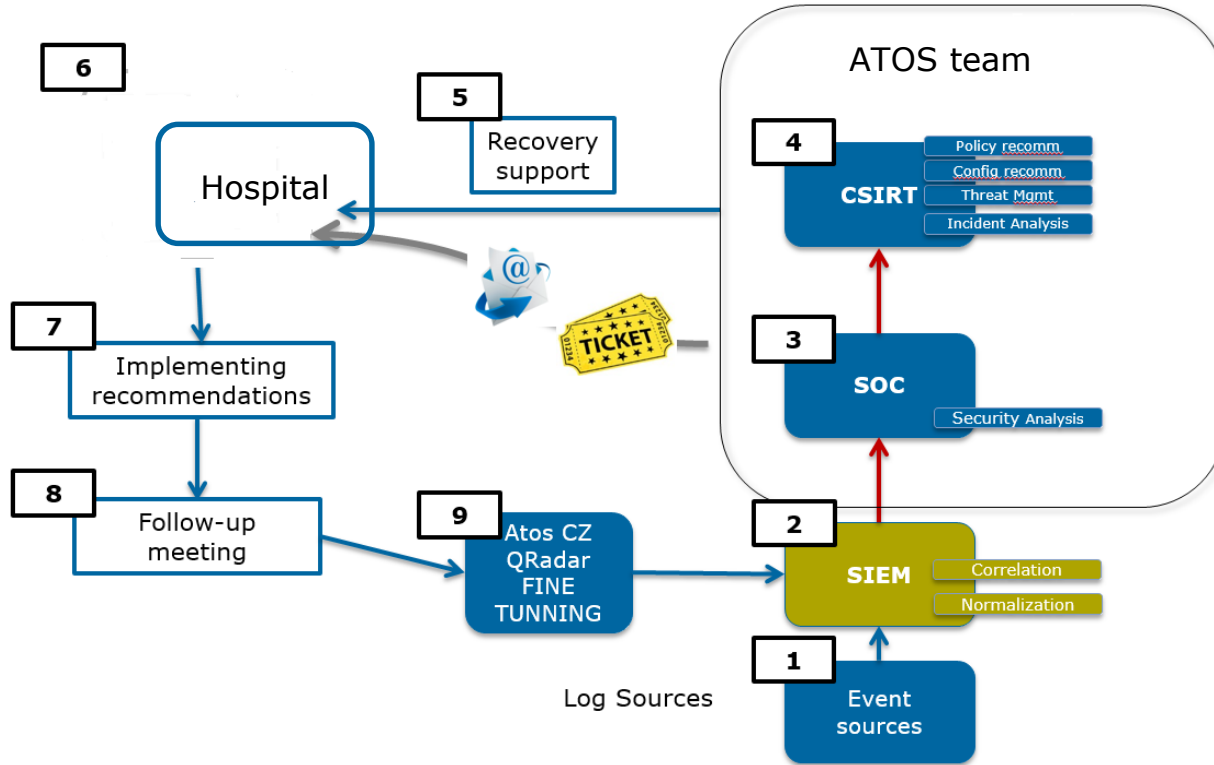 ATOS team
6
5
Recovery
support
4
CSIRT
Policy recomm
Config recomm
Threat Mgmt
Incident Analysis
Hospital
@
01234
TICKET
3
SOC
Security Analysis
7
Implementing
recommendations
8
Follow-up
meeting
9
Atos CZ
QRadar
FINE
TUNNING
2
SIEM
Correlation
Normalization
1
Event
sources
Log Sources